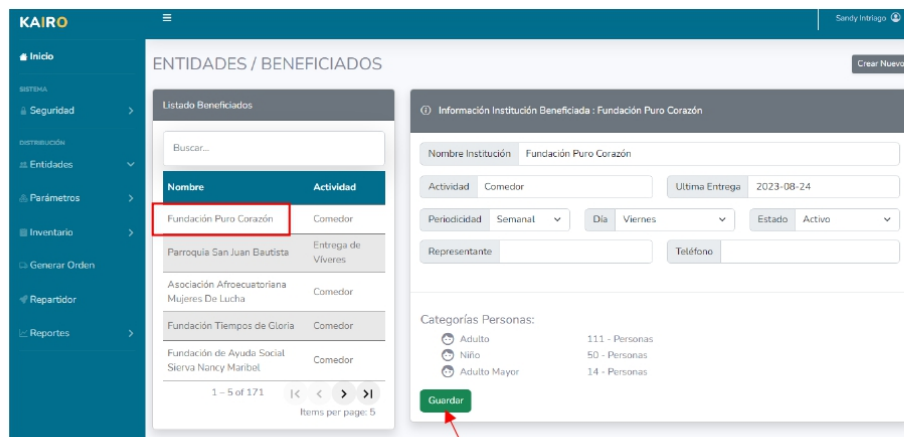 KAIRO
Sandy Intriago
Inicio
ENTIDADES / BENEFICIADOS
Crear Nuevo
SISTEMA
Seguridad
DISTRIBUCIÓN
Entidades
Parámetros
Inventario
Generar Orden
Repartidor
Reportes
Listado Beneficiados
Buscar...
Nombre Actividad
Fundación Puro Corazón Comedor
Parroquia San Juan Bautista Entrega de
Víveres
Asociación Afroecuatoriana
Mujeres De Lucha Comedor
Fundación Tiempos de Gloria Comedor
Fundación de Ayuda Social
Sierva Nancy Maribel Comedor
1 – 5 of 171
Items per page: 5
Información Institución Beneficiada : Fundación Puro Corazón
Nombre Institución Fundación Puro Corazón
Actividad Comedor Ultima Entrega 2023-08-24
Periodicidad Semanal Día Viernes Estado Activo
Representante Teléfono
Categorías Personas:
Adulto 111 - Personas
Niño 50 - Personas
Adulto Mayor 14 - Personas
Guardar